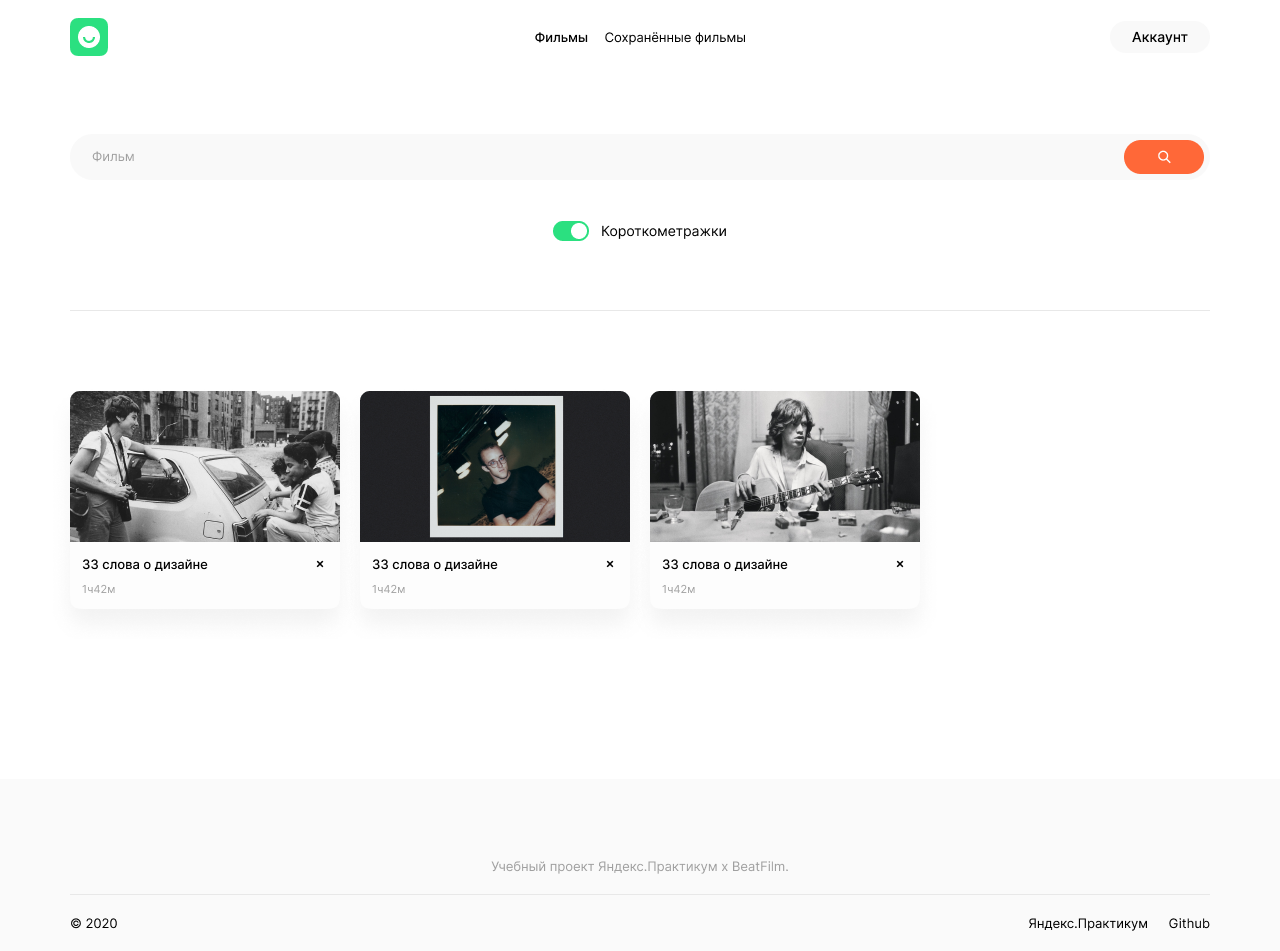 Фильмы Сохранённые фильмы Аккаунт
Фильм
Короткометражки
33 слова о дизайне × 33 слова о дизайне × 33 слова о дизайне ×
1ч42м 1ч42м 1ч42м
Учебный проект Яндекс.Практикум х BeatFilm.
© 2020 Яндекс.Практикум Github